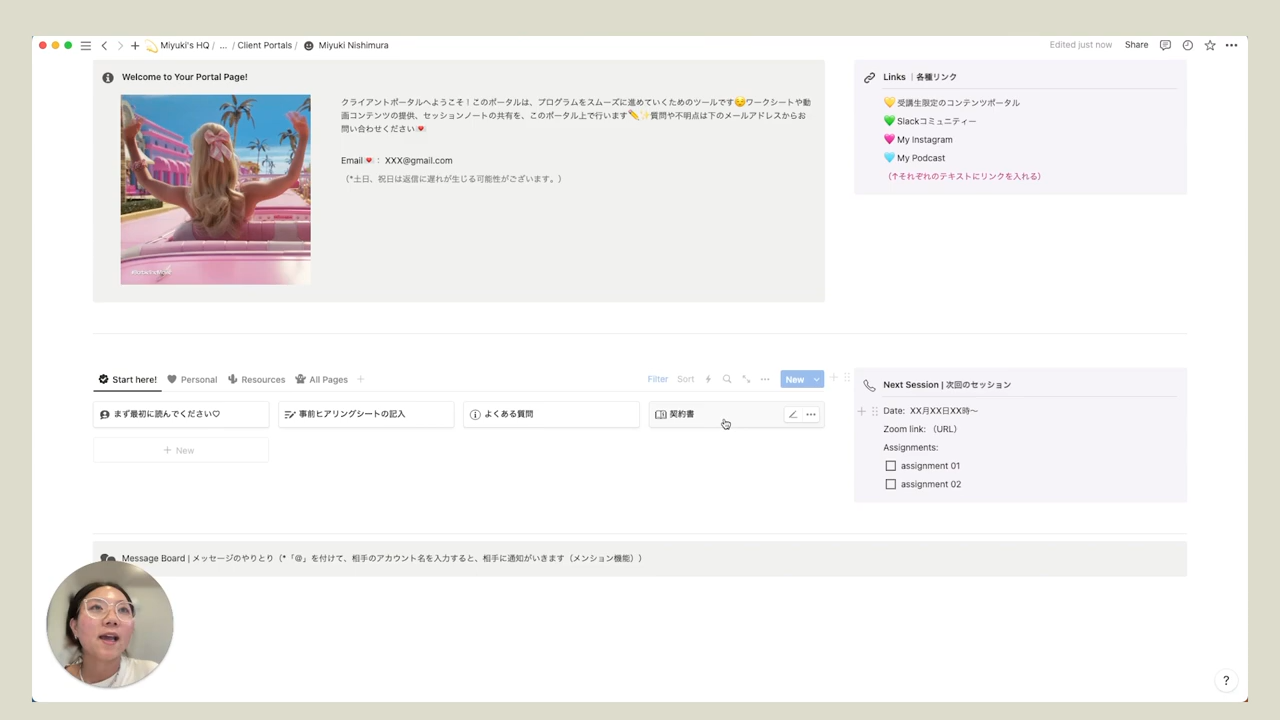 Miyuki's HQ / ... / Client Portals / Miyuki Nishimura
Edited just now
Share
Welcome to Your Portal Page!
クライアントポータルへようこそ！このポータルは、プログラムをスムーズに進めていくためのツールです😏ワークシートや動
画コンテンツの提供、セッションノートの共有を、このポータル上で行います✏️✨質問や不明点は下のメールアドレスからお
問い合わせください💌
Email💌： XXX@gmail.com
（*土日、祝日は返信に遅れが生じる可能性がございます。）
Links ｜各種リンク
💛受講生限定のコンテンツポータル
💚Slackコミュニティー
💗My Instagram
🩵My Podcast
（↑それぞれのテキストにリンクを入れる）
Start here!
Personal
Resources
All Pages
Filter
Sort
New
まず最初に読んでください♡
事前ヒアリングシートの記入
よくある質問
契約書
New
Next Session | 次回のセッション
Date: XX月XX日XX時〜
Zoom link: （URL）
Assignments:
assignment 01
assignment 02
Message Board | メッセージのやりとり（*「@」を付けて、相手のアカウント名を入力すると、相手に通知がいきます（メンション機能））
?